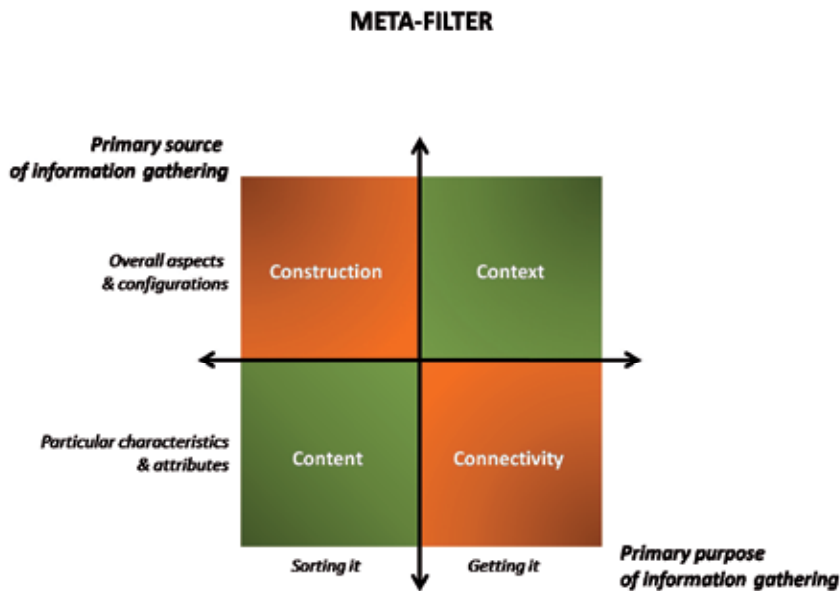 META-FILTER
Primary source
of information gathering
Overall aspects
& configurations
Construction
Context
Particular characteristics
& attributes
Content
Connectivity
Sorting it
Getting it
Primary purpose
of information gathering